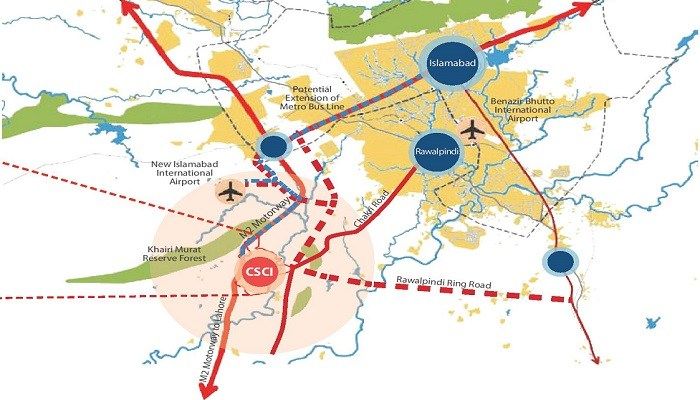 Islamabad
Potential
Extension of
Metro Bus Line
Benazir Bhutto
International
Airport
Rawalpindi
New Islamabad
International
Airport
M2 Motorway
Chakri Road
Khairi Murat
Reserve Forest
CSCI
Rawalpindi Ring Road
M2 Motorway to Lahore